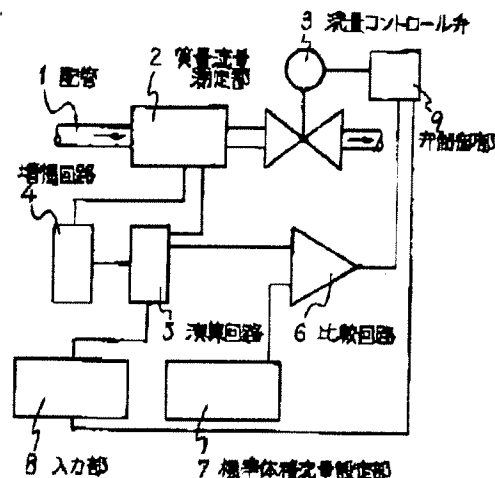 3 流量コントロール弁
2 質量流量
測定部
1 配管
9
弁制御部
増幅回路
4
5 演算回路
6 比較回路
8 入力部
7 標準体積流量設定部